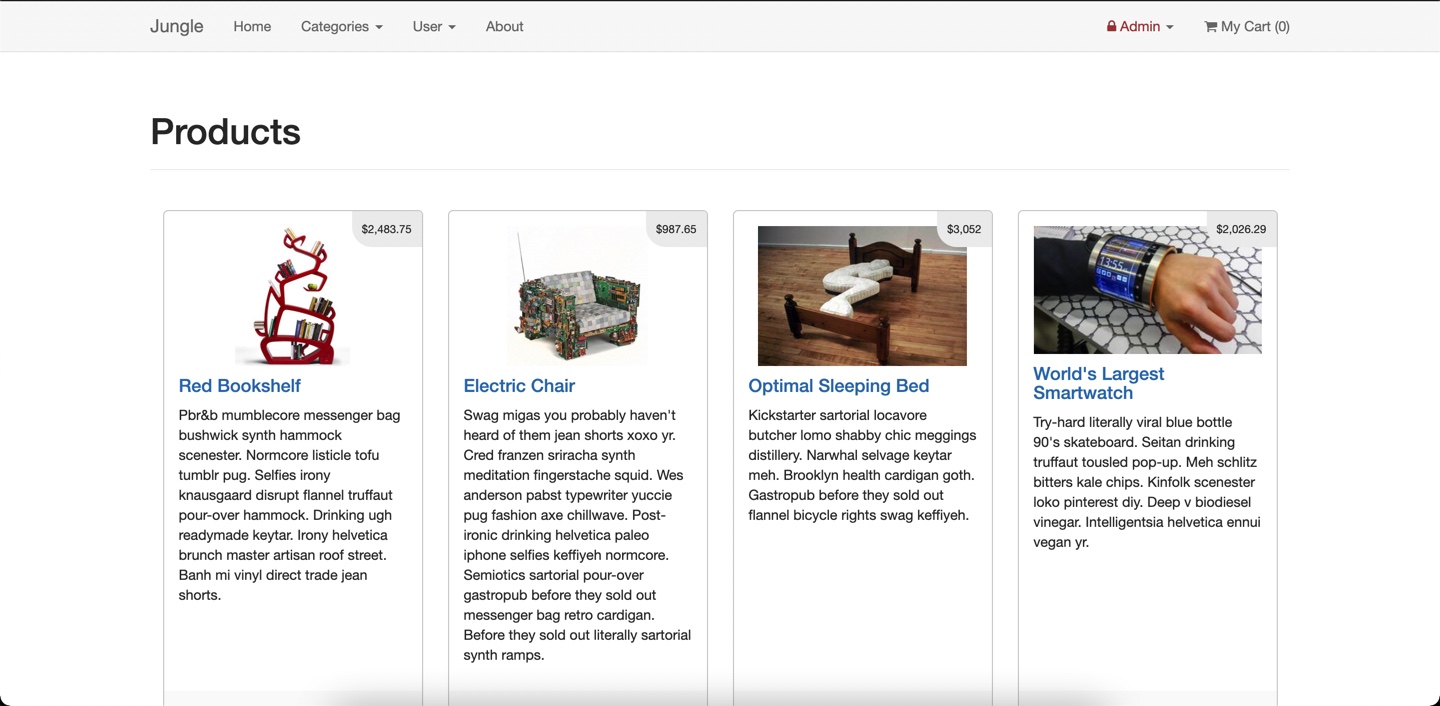 Jungle Home Categories User About Admin My Cart (0)
Products
$2,483.75
Red Bookshelf
Pbr&b mumblecore messenger bag
bushwick synth hammock
scenester. Normcore listicle tofu
tumblr pug. Selfies irony
knausgaard disrupt flannel truffaut
pour-over hammock. Drinking ugh
readymade keytar. Irony helvetica
brunch master artisan roof street.
Banh mi vinyl direct trade jean
shorts.
$987.65
Electric Chair
Swag migas you probably haven't
heard of them jean shorts xoxo yr.
Cred franzen sriracha synth
meditation fingerstache squid. Wes
anderson pabst typewriter yuccie
pug fashion axe chillwave. Post-
ironic drinking helvetica paleo
iphone selfies keffiyeh normcore.
Semiotics sartorial pour-over
gastropub before they sold out
messenger bag retro cardigan.
Before they sold out literally sartorial
synth ramps.
$3,052
Optimal Sleeping Bed
Kickstarter sartorial locavore
butcher lomo shabby chic meggings
distillery. Narwhal selvage keytar
meh. Brooklyn health cardigan goth.
Gastropub before they sold out
flannel bicycle rights swag keffiyeh.
$2,026.29
13:55
World's Largest
Smartwatch
Try-hard literally viral blue bottle
90's skateboard. Seitan drinking
truffaut tousled pop-up. Meh schlitz
bitters kale chips. Kinfolk scenester
loko pinterest diy. Deep v biodiesel
vinegar. Intelligentsia helvetica ennui
vegan yr.